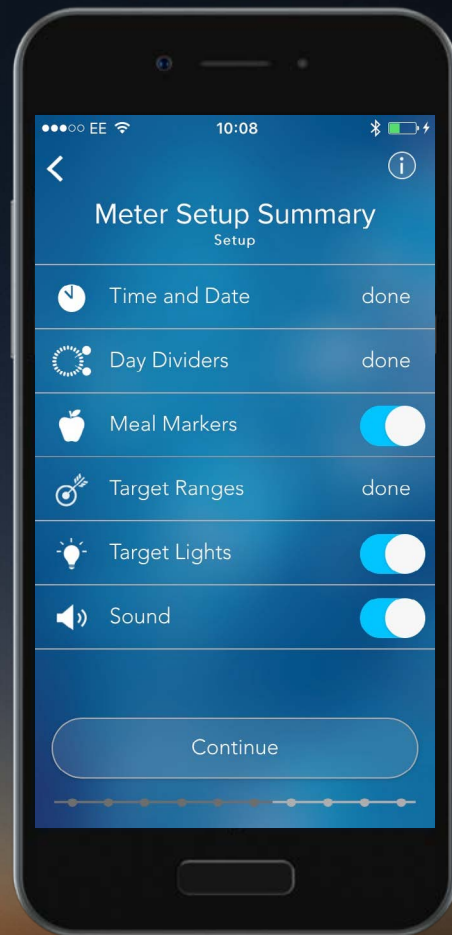 EE
10:08
Meter Setup Summary
Setup
Time and Date done
Day Dividers done
Meal Markers
Target Ranges done
Target Lights
Sound
Continue